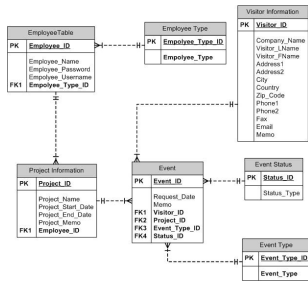 EmployeeTable
PK Employee_ID
Employee_Name
Employee_Password
Empolyee_Username
FK1 Empolyee_Type_ID
Employee Type
PK Empolyee_Type_ID
Empolyee_Type
Visitor Information
PK Visitor_ID
Company_Name
Visitor_LName
Visitor_FName
Address1
Address2
City
Country
Zip_Code
Phone1
Phone2
Fax
Email
Memo
Project Information
PK Project_ID
Project_Name
Project_Start_Date
Project_End_Date
Project_Memo
FK1 Employee_ID
Event
PK Event_ID
Request_Date
Memo
FK1 Visitor_ID
FK2 Project_ID
FK3 Event_Type_ID
FK4 Status_ID
Event Status
PK Status_ID
Status_Type
Event Type
PK Event_Type_ID
Event_Type